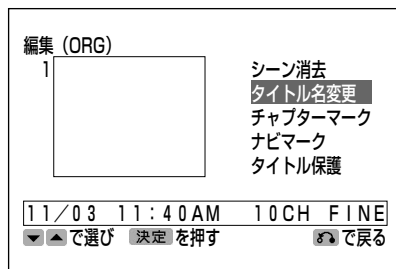 編集（ORG）
1
シーン消去
タイトル名変更
チャプターマーク
ナビマーク
タイトル保護
11／03 11：40AM 10CH FINE
▼▲で選び 決定 を押す で戻る